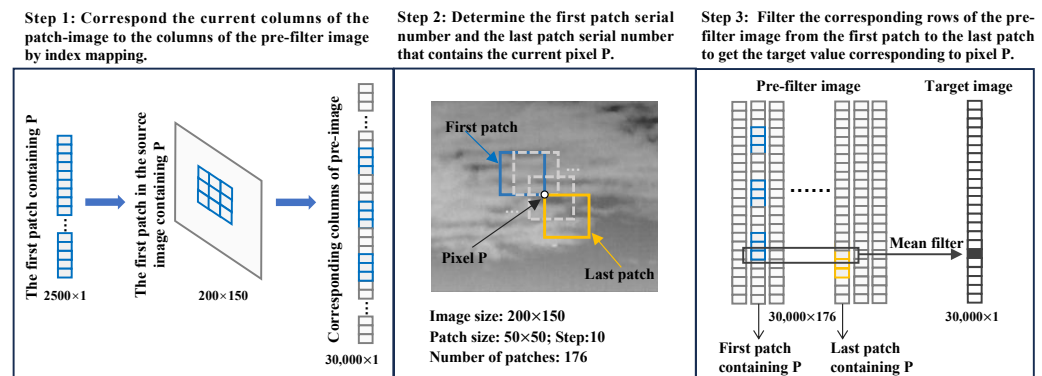 Step 1: Correspond the current columns of the
patch-image to the columns of the pre-filter image
by index mapping.
The first patch containing P
2500×1
The first patch in the source
image containing P
200×150
Corresponding columns of pre-image
30,000×1
Step 2: Determine the first patch serial
number and the last patch serial number
that contains the current pixel P.
First patch
Pixel P
Last patch
Image size: 200×150
Patch size: 50×50; Step:10
Number of patches: 176
Step 3: Filter the corresponding rows of the pre-
filter image from the first patch to the last patch
to get the target value corresponding to pixel P.
Pre-filter image
Target image
......
Mean filter
30,000×176
30,000×1
First patch
containing P
Last patch
containing P